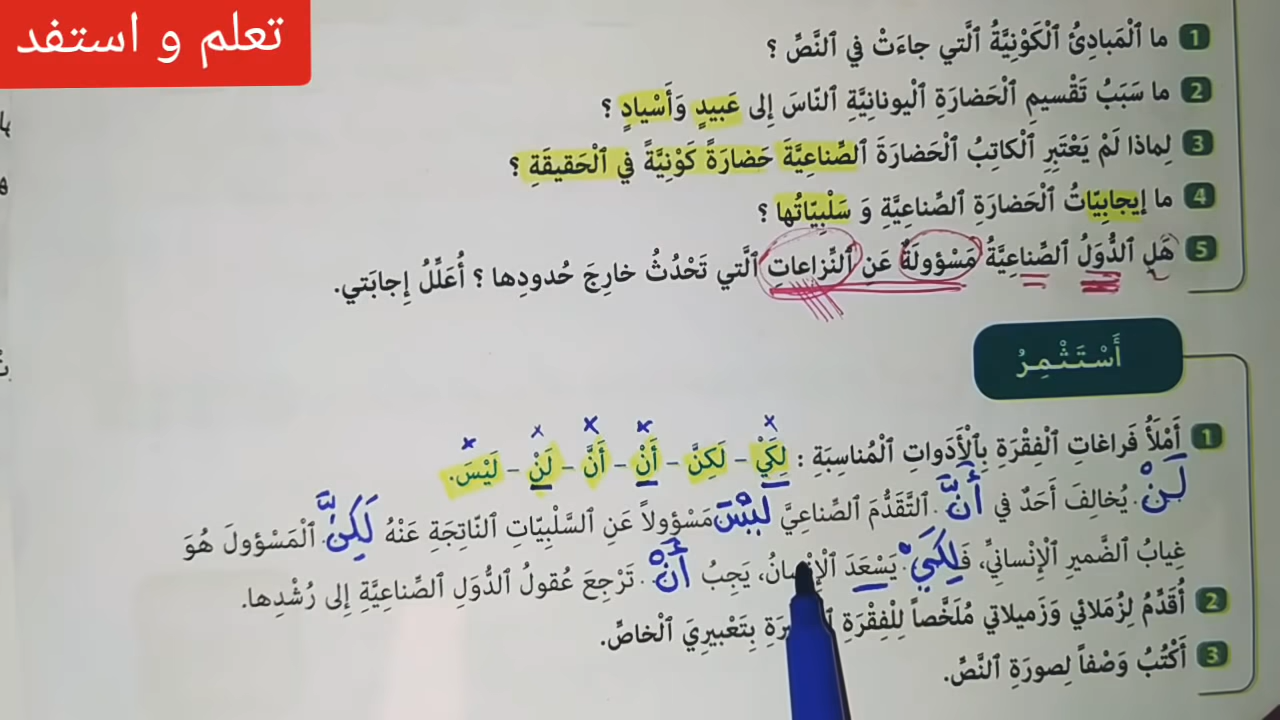 تعلم و استفد
1 ما ٱلْمَبادِئُ ٱلْكَوْنِيَّةُ ٱلَّتي جاءَتْ في ٱلنَّصِّ ؟
2 ما سَبَبُ تَقْسيمِ ٱلْحَضارَةِ ٱلْيونانِيَّةِ ٱلنّاسَ إِلى عَبيدٍ وَأَسْيادٍ ؟
3 لِماذا لَمْ يَعْتَبِرِ ٱلْكاتِبُ ٱلْحَضارَةَ ٱلصِّناعِيَّةَ حَضارَةً كَوْنِيَّةً في ٱلْحَقيقَةِ ؟
4 ما إيجابِيّاتُ ٱلْحَضارَةِ ٱلصِّناعِيَّةِ وَ سَلْبِيّاتُها ؟
5 هَلِ ٱلدُّوَلُ ٱلصِّناعِيَّةُ مَسْؤولَةٌ عَنِ ٱلنِّزاعاتِ ٱلَّتي تَحْدُثُ خارِجَ حُدودِها ؟ أُعَلِّلُ إِجابَتي.
أَسْتَثْمِرُ
1 أَمْلَأُ فَراغاتِ ٱلْفِقْرَةِ بِٱلْأَدَواتِ ٱلْمُناسِبَةِ : لِكَيْ – لَكِنَّ – أَنْ – أَنَّ – لَنْ – لَيْسَ.
لَنْ يُخالِفَ أَحَدٌ في أَنَّ ٱلتَّقَدُّمَ ٱلصِّناعِيَّ لَيْسَ مَسْؤولاً عَنِ ٱلسَّلْبِيّاتِ ٱلنّاتِجَةِ عَنْهُ لَكِنَّ ٱلْمَسْؤولَ هُوَ
غِيابُ ٱلضَّميرِ ٱلْإِنْسانِيِّ، فَلِكَيْ يَسْعَدَ ٱلْإِنْسانُ، يَجِبُ أَنْ تَرْجِعَ عُقولُ ٱلدُّوَلِ ٱلصِّناعِيَّةِ إِلى رُشْدِها.
2 أُقَدِّمُ لِزُمَلائي وَزَميلاتي مُلَخَّصاً لِلْفِقْرَةِ بِتَعْبيرِيَ ٱلْخاصِّ.
3 أَكْتُبُ وَصْفاً لِصورَةِ ٱلنَّصِّ.